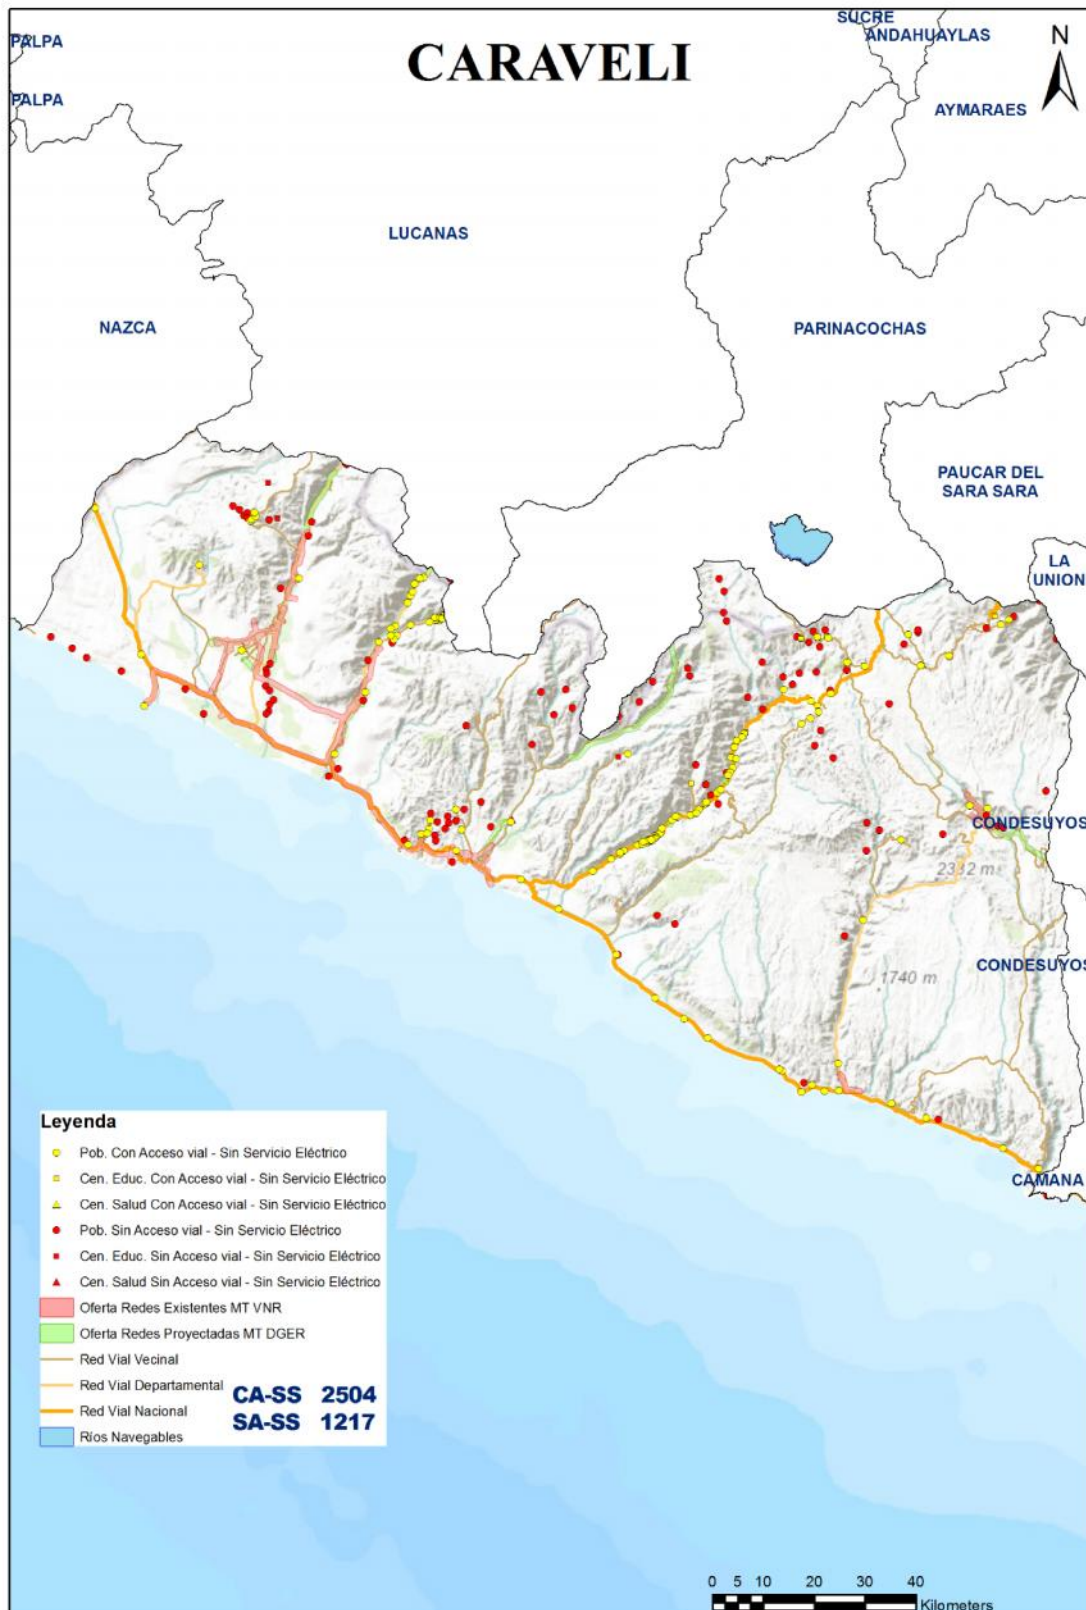 SUCRE
ANDAHUAYLAS
PALPA
CARAVELI
N
PALPA
AYMARAES
LUCANAS
NAZCA
PARINACOCHAS
PAUCAR DEL
SARA SARA
LA
UNION
CONDESUYOS
2332 m
CONDESUYOS
1740 m
CAMANA
Leyenda
Pob. Con Acceso vial - Sin Servicio Eléctrico
Cen. Educ. Con Acceso vial - Sin Servicio Eléctrico
Cen. Salud Con Acceso vial - Sin Servicio Eléctrico
Pob. Sin Acceso vial - Sin Servicio Eléctrico
Cen. Educ. Sin Acceso vial - Sin Servicio Eléctrico
Cen. Salud Sin Acceso vial - Sin Servicio Eléctrico
Oferta Redes Existentes MT VNR
Oferta Redes Proyectadas MT DGER
Red Vial Vecinal
Red Vial Departamental
Red Vial Nacional
Ríos Navegables
CA-SS 2504
SA-SS 1217
0 5 10 20 30 40
Kilometers